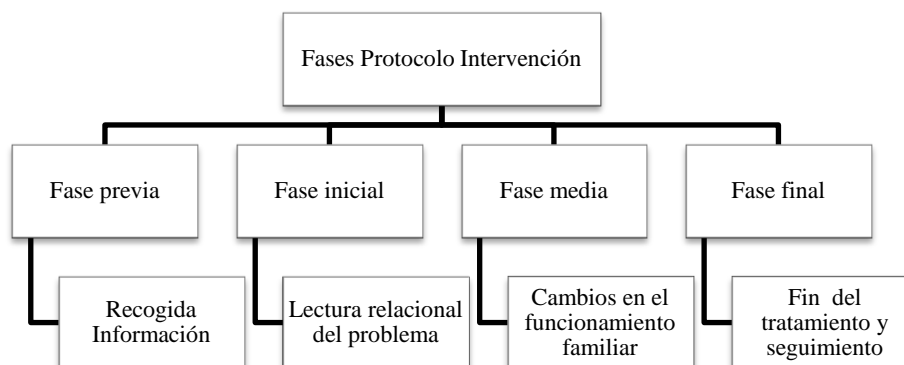 Fases Protocolo Intervención
Fase previa
Fase inicial
Fase media
Fase final
Recogida
Información
Lectura relacional
del problema
Cambios en el
funcionamiento
familiar
Fin del
tratamiento y
seguimiento